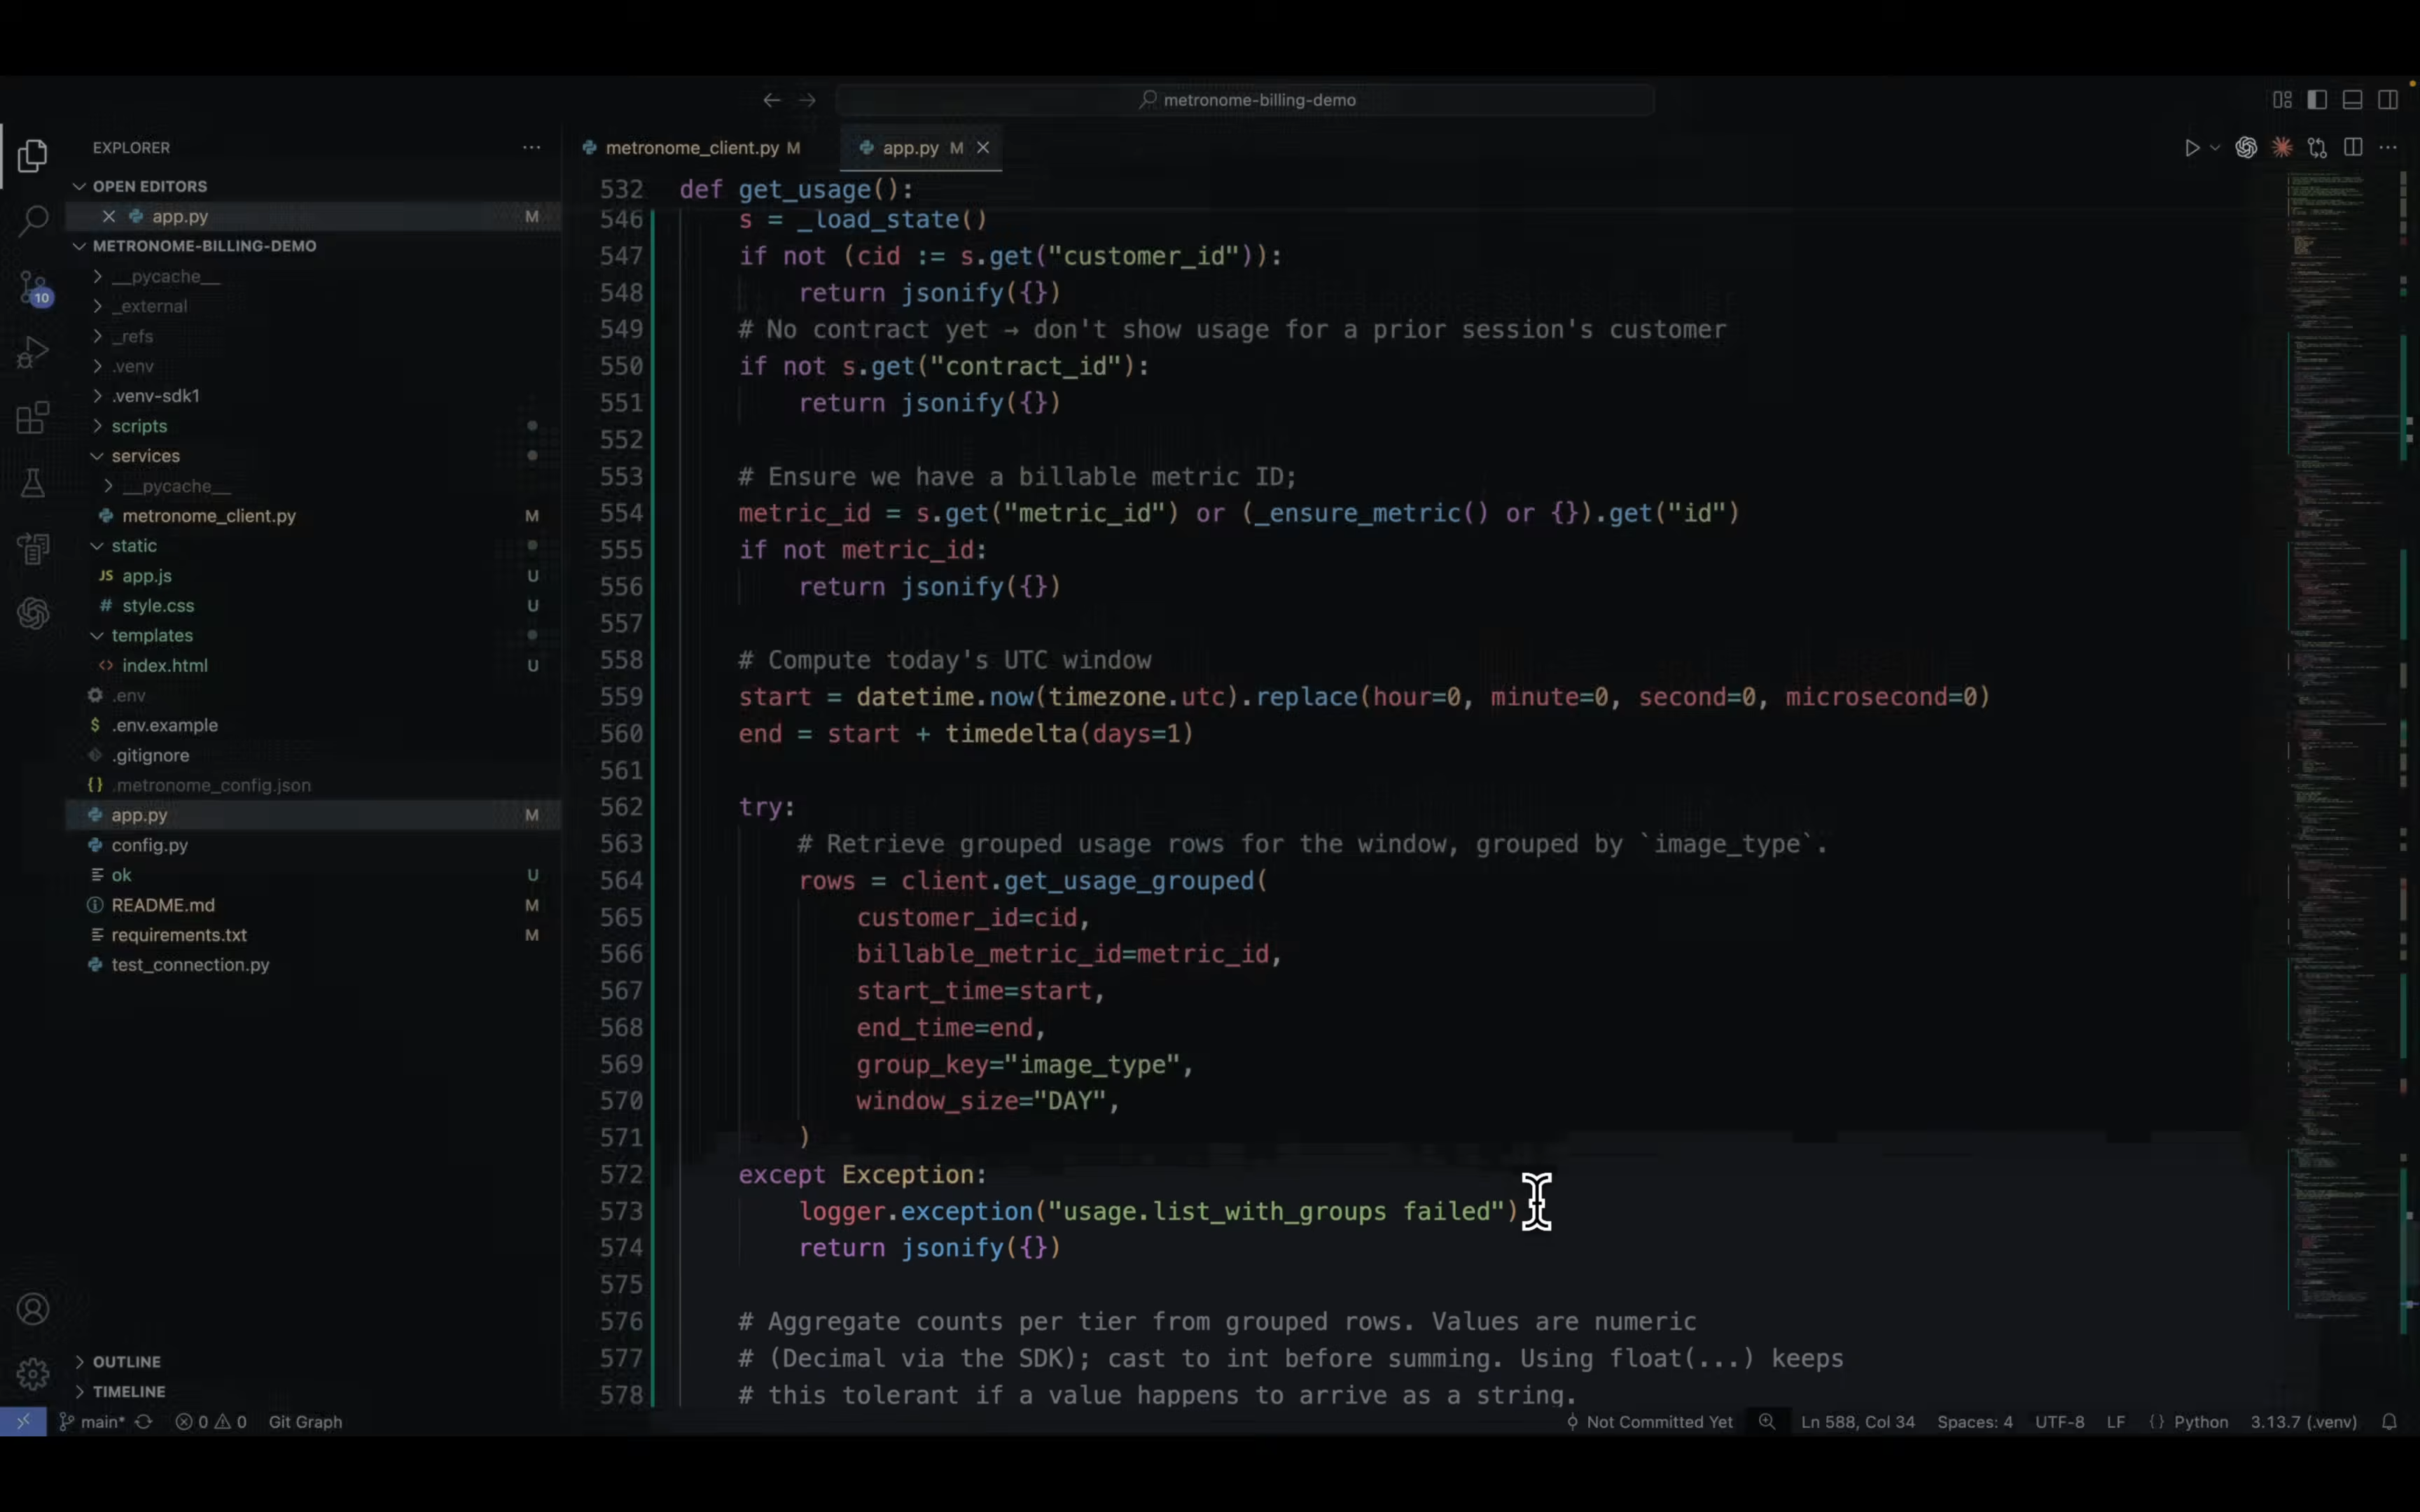 metronome-billing-demo
EXPLORER
OPEN EDITORS
app.py M
METRONOME-BILLING-DEMO
__pycache__
_external
_refs
.venv
.venv-sdk1
scripts
services
__pycache__
metronome_client.py M
static
JS app.js U
# style.css U
templates
<> index.html U
.env
$ .env.example
.gitignore
{} .metronome_config.json
app.py M
config.py
ok U
README.md M
requirements.txt M
test_connection.py
OUTLINE
TIMELINE
10
metronome_client.py M
app.py M
532 def get_usage():
546 s = _load_state()
547 if not (cid := s.get("customer_id")):
548 return jsonify({})
549 # No contract yet → don't show usage for a prior session's customer
550 if not s.get("contract_id"):
551 return jsonify({})
552
553 # Ensure we have a billable metric ID;
554 metric_id = s.get("metric_id") or (_ensure_metric() or {}).get("id")
555 if not metric_id:
556 return jsonify({})
557
558 # Compute today's UTC window
559 start = datetime.now(timezone.utc).replace(hour=0, minute=0, second=0, microsecond=0)
560 end = start + timedelta(days=1)
561
562 try:
563 # Retrieve grouped usage rows for the window, grouped by `image_type`.
564 rows = client.get_usage_grouped(
565 customer_id=cid,
566 billable_metric_id=metric_id,
567 start_time=start,
568 end_time=end,
569 group_key="image_type",
570 window_size="DAY",
571 )
572 except Exception:
573 logger.exception("usage.list_with_groups failed")
574 return jsonify({})
575
576 # Aggregate counts per tier from grouped rows. Values are numeric
577 # (Decimal via the SDK); cast to int before summing. Using float(...) keeps
578 # this tolerant if a value happens to arrive as a string.
main* 0 0 Git Graph Not Committed Yet Ln 588, Col 34 Spaces: 4 UTF-8 LF {} Python 3.13.7 (.venv)